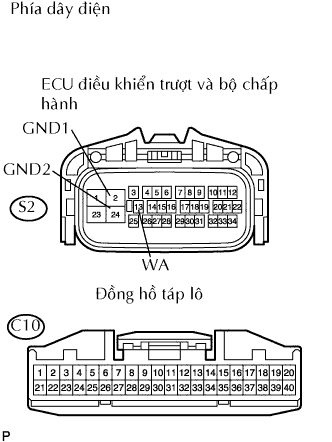 Phía dây điện
ECU điều khiển trượt và bộ chấp
hành
GND1
GND2
S2
1 2 3 4 5 6 7 8 9 10 11 12
13 14 15 16 17 18 19 20 21 22
23 24 25 26 27 28 29 30 31 32 33 34
WA
Đồng hồ táp lô
C10
1 2 3 4 5 6 7 8 9 10 11 12 13 14 15 16 17 18 19 20
21 22 23 24 25 26 27 28 29 30 31 32 33 34 35 36 37 38 39 40
P